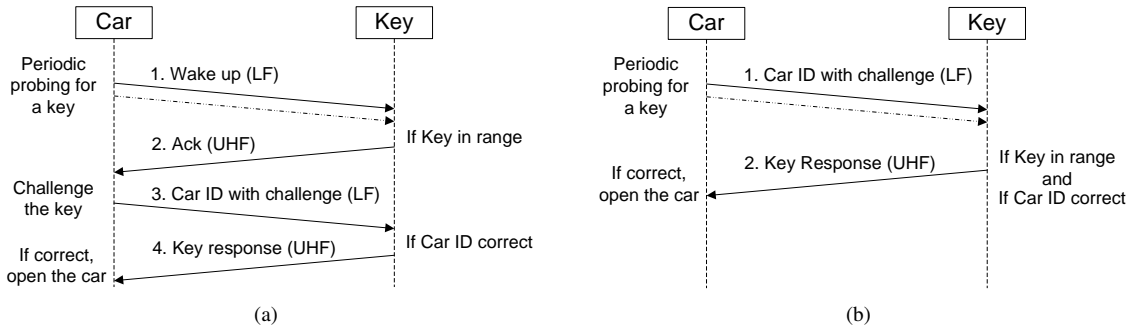 Car
Key
Periodic
probing for
a key
1. Wake up (LF)
If Key in range
2. Ack (UHF)
Challenge
the key
3. Car ID with challenge (LF)
If Car ID correct
If correct,
open the car
4. Key response (UHF)
(a)
Car
Key
Periodic
probing for
a key
1. Car ID with challenge (LF)
2. Key Response (UHF)
If Key in range
and
If Car ID correct
If correct,
open the car
(b)